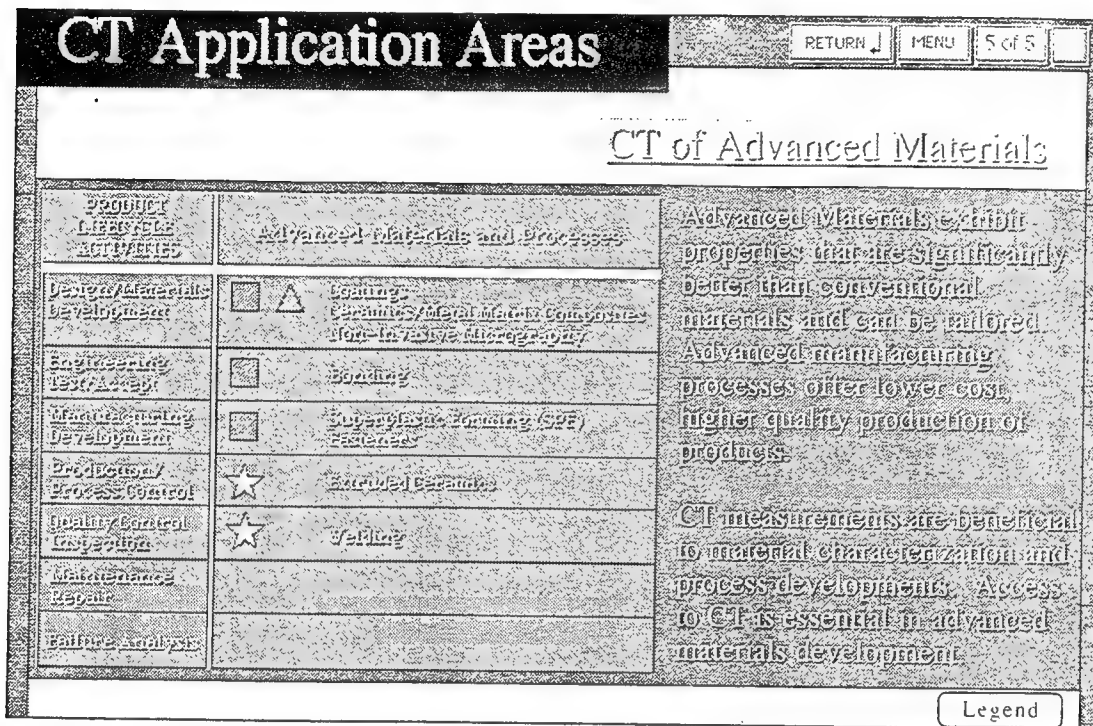 CT Application Areas
RETURN
MENU
5 of 5
CT of Advanced Materials
PRODUCT
LIFECYCLE
ACTIVITIES
Advanced Materials and Processes
Design/Materials
Development
Coatings
Ceramics/Metal Matrix Composites
Non-Invasive Micrography
Engineering
Test/Accept
Bonding
Manufacturing
Development
Superplastic Forming (SPF)
Fasteners
Production/
Process Control
Extruded Ceramics
Quality Control
Inspection
Welding
Maintenance
Repair
Failure Analysis
Advanced Materials exhibit
properties that are significantly
better than conventional
materials and can be tailored.
Advanced manufacturing
processes offer lower cost,
higher quality production of
products.
CT measurements are beneficial
to material characterization and
process developments. Access
to CT is essential in advanced
materials development
Legend